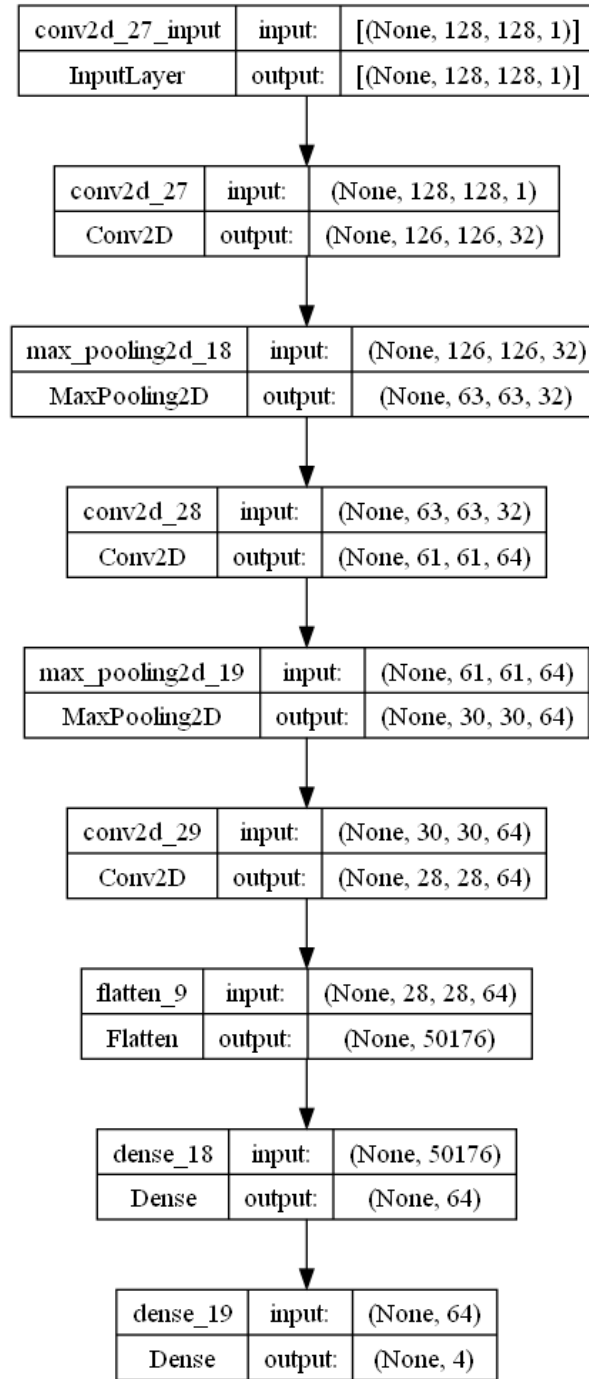 conv2d_27_input input: [(None, 128, 128, 1)]
InputLayer output: [(None, 128, 128, 1)]
conv2d_27 input: (None, 128, 128, 1)
Conv2D output: (None, 126, 126, 32)
max_pooling2d_18 input: (None, 126, 126, 32)
MaxPooling2D output: (None, 63, 63, 32)
conv2d_28 input: (None, 63, 63, 32)
Conv2D output: (None, 61, 61, 64)
max_pooling2d_19 input: (None, 61, 61, 64)
MaxPooling2D output: (None, 30, 30, 64)
conv2d_29 input: (None, 30, 30, 64)
Conv2D output: (None, 28, 28, 64)
flatten_9 input: (None, 28, 28, 64)
Flatten output: (None, 50176)
dense_18 input: (None, 50176)
Dense output: (None, 64)
dense_19 input: (None, 64)
Dense output: (None, 4)